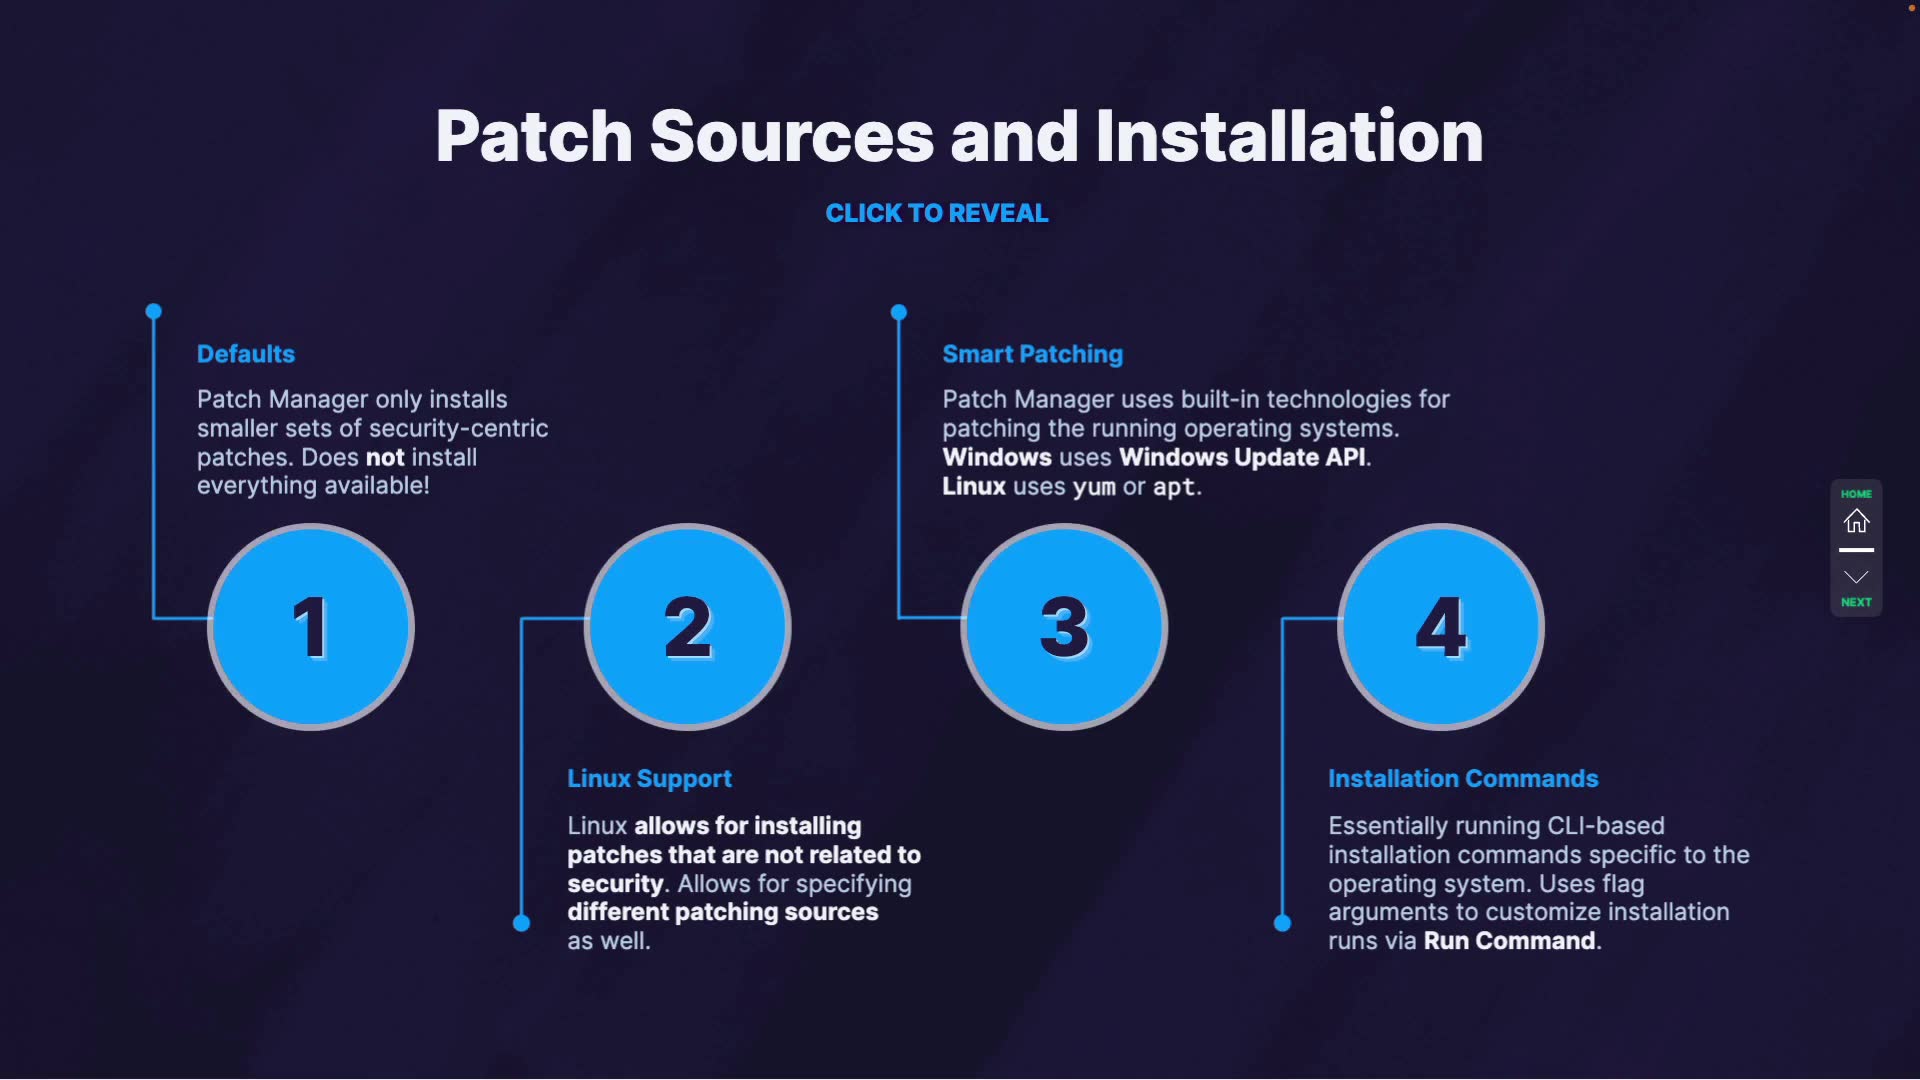 Patch Sources and Installation
CLICK TO REVEAL
Defaults
Patch Manager only installs
smaller sets of security-centric
patches. Does not install
everything available!
1
2
Linux Support
Linux allows for installing
patches that are not related to
security. Allows for specifying
different patching sources
as well.
Smart Patching
Patch Manager uses built-in technologies for
patching the running operating systems.
Windows uses Windows Update API.
Linux uses yum or apt.
3
4
Installation Commands
Essentially running CLI-based
installation commands specific to the
operating system. Uses flag
arguments to customize installation
runs via Run Command.
HOME
NEXT